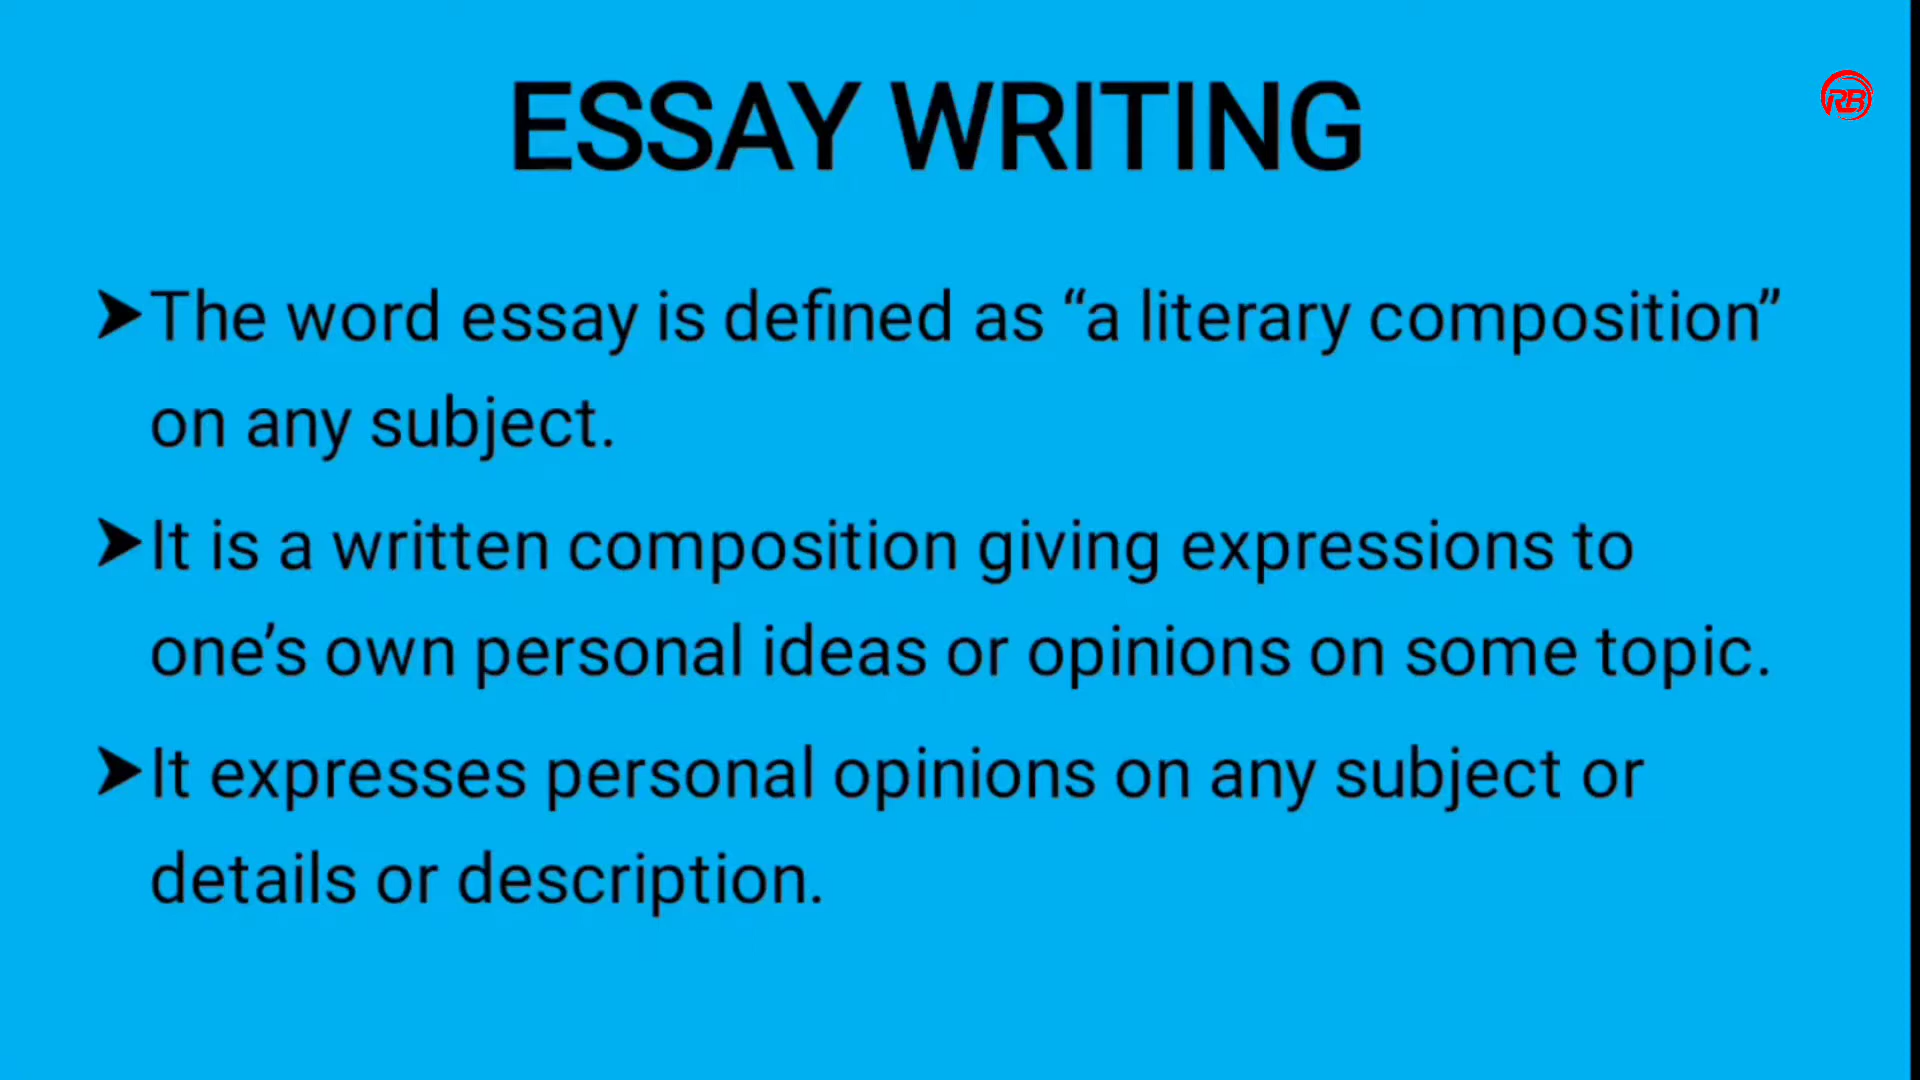 ESSAY WRITING
RB
➤The word essay is defined as “a literary composition”
on any subject.
➤It is a written composition giving expressions to
one’s own personal ideas or opinions on some topic.
➤It expresses personal opinions on any subject or
details or description.